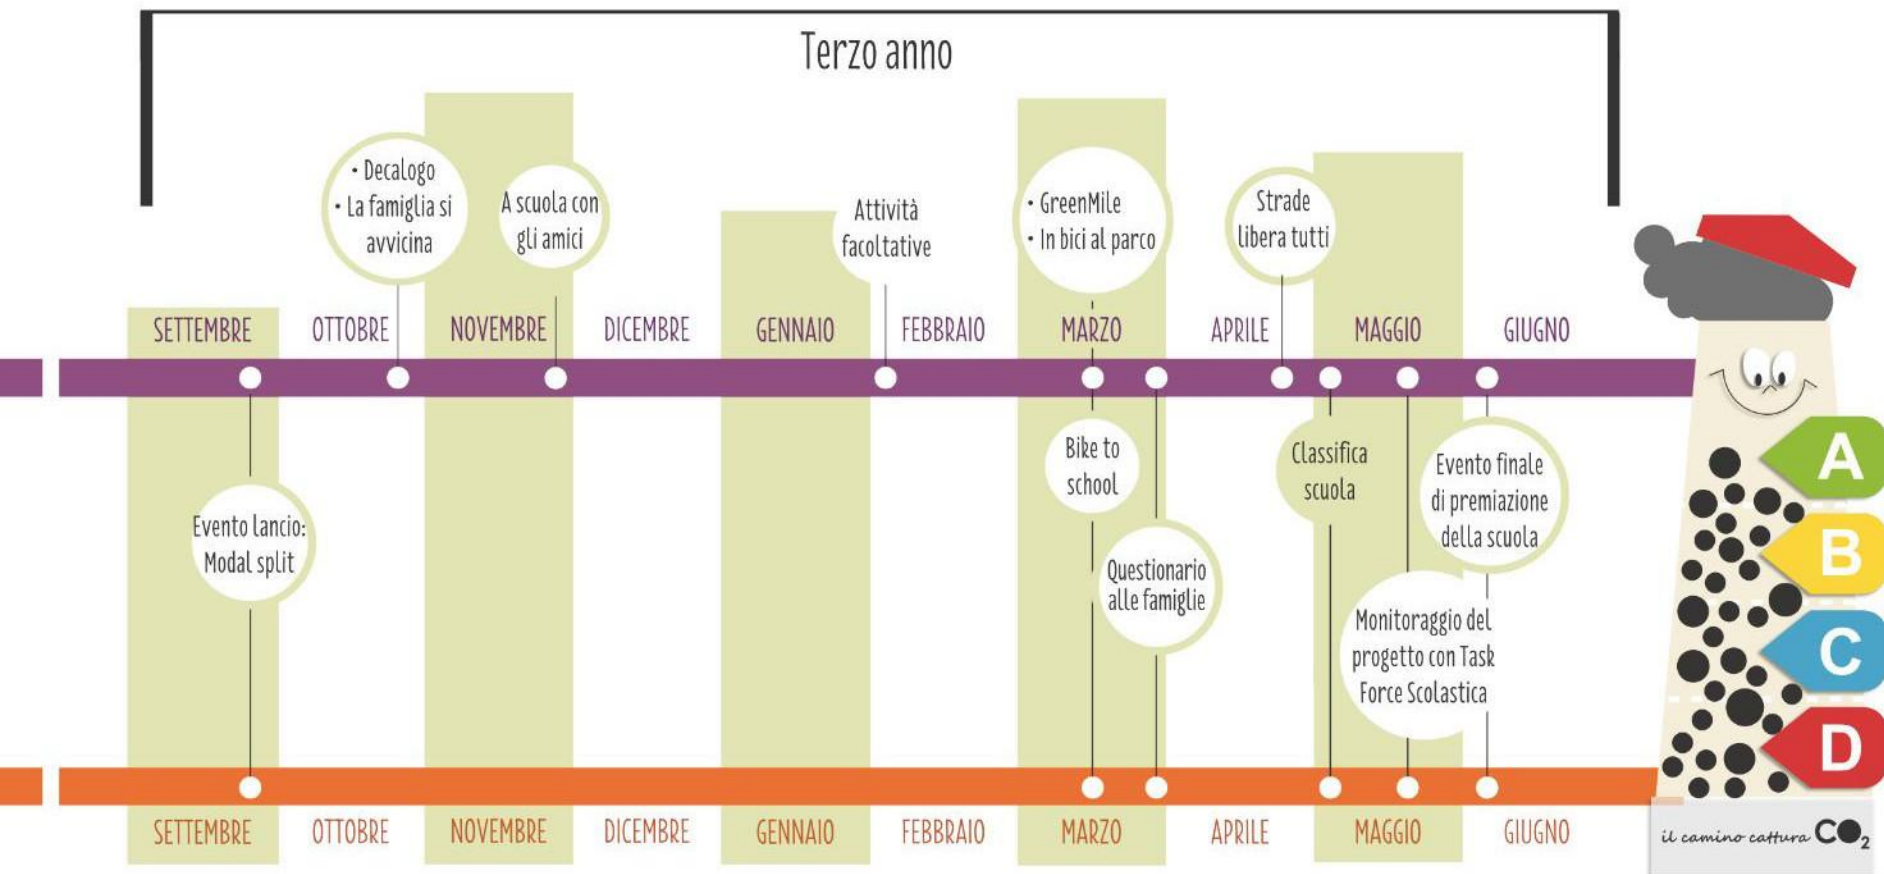 Terzo anno
• Decalogo
• La famiglia si
avvicina
A scuola con
gli amici
Attività
facoltative
• GreenMile
• In bici al parco
Strade
libera tutti
SETTEMBRE
OTTOBRE
NOVEMBRE
DICEMBRE
GENNAIO
FEBBRAIO
MARZO
APRILE
MAGGIO
GIUGNO
Evento lancio:
Modal split
Bike to
school
Questionario
alle famiglie
Classifica
scuola
Evento finale
di premiazione
della scuola
Monitoraggio del
progetto con Task
Force Scolastica
A
B
C
D
SETTEMBRE
OTTOBRE
NOVEMBRE
DICEMBRE
GENNAIO
FEBBRAIO
MARZO
APRILE
MAGGIO
GIUGNO
il camino cattura CO2